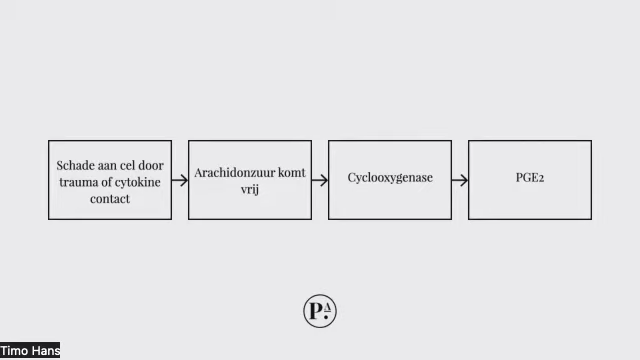 Schade aan cel door
trauma of cytokine
contact
Arachidonzuur komt
vrij
Cyclooxygenase
PGE2
PA.
Timo Hans